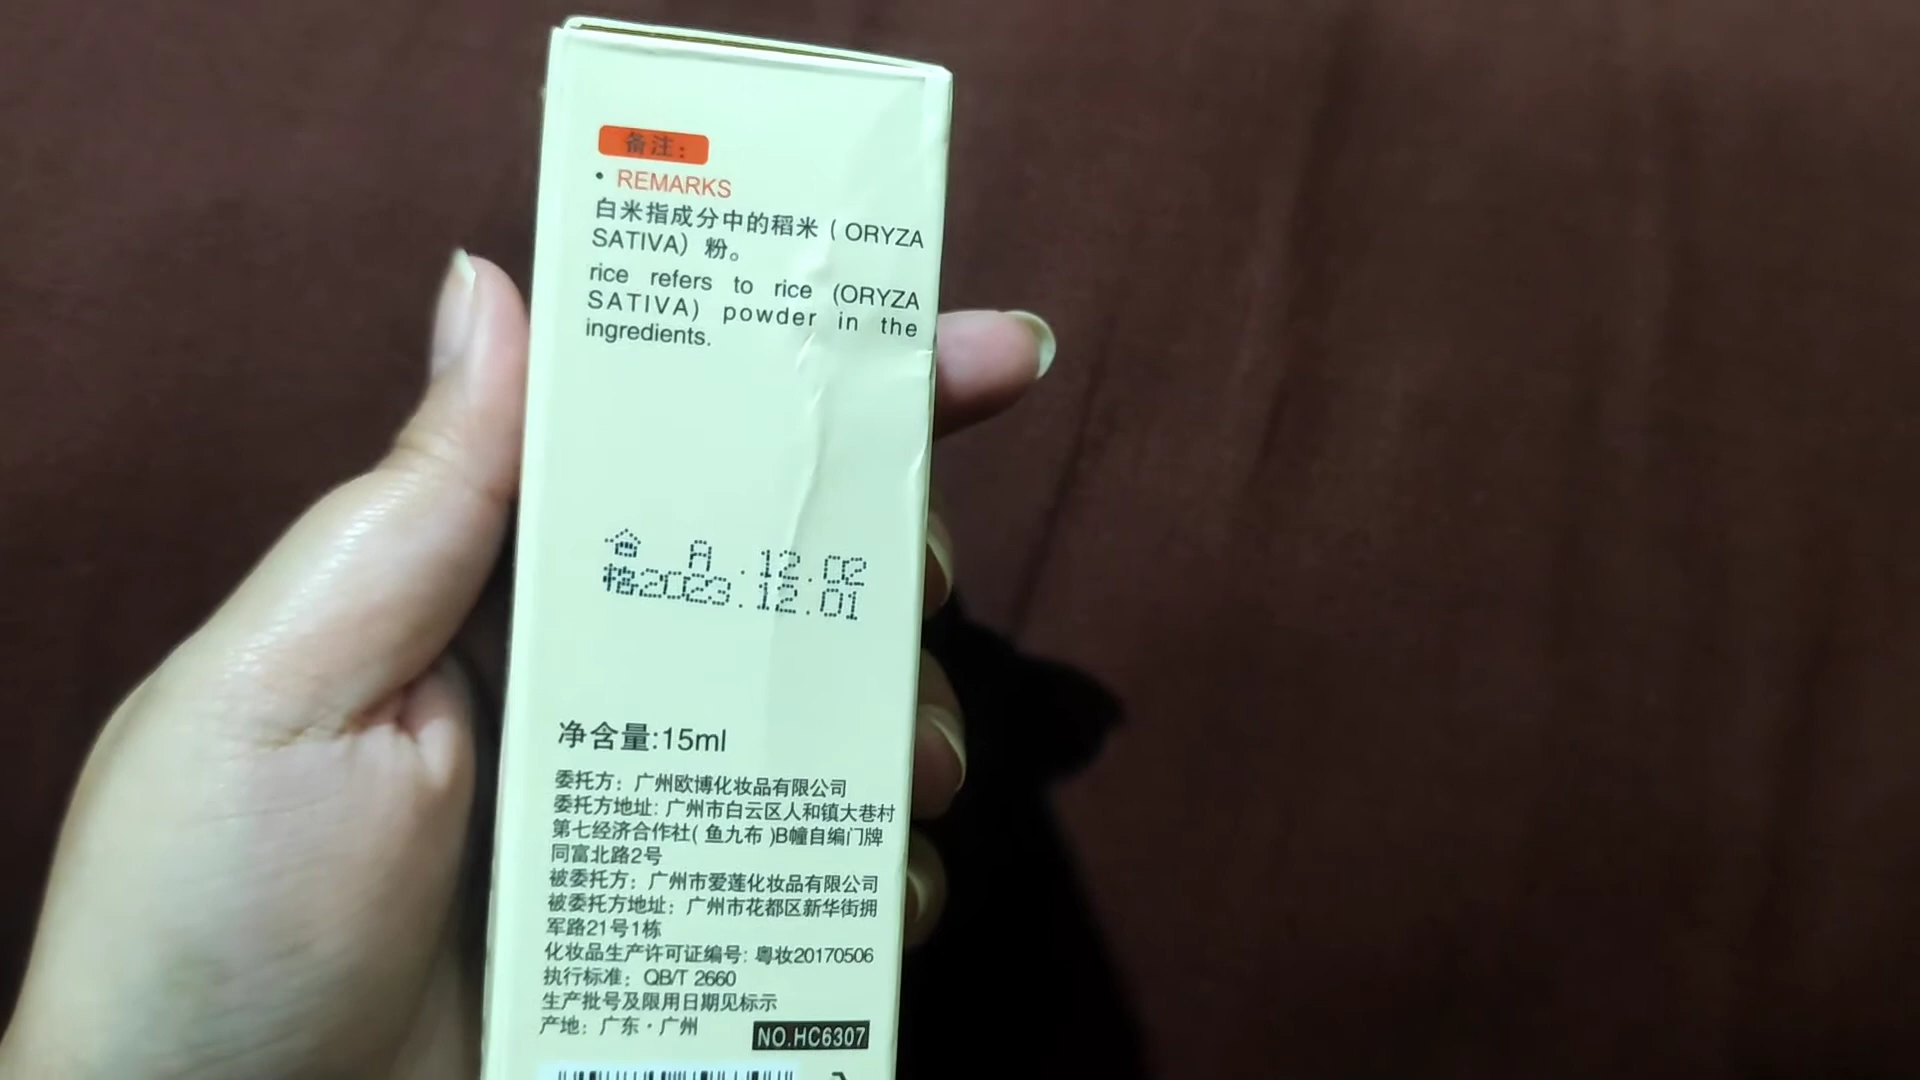 备注：
• REMARKS
白米指成分中的稻米（ORYZA
SATIVA）粉。
rice refers to rice (ORYZA
SATIVA) powder in the
ingredients.
合 A .12.02
格2023.12.01
净含量:15ml
委托方：广州欧博化妆品有限公司
委托方地址: 广州市白云区人和镇大巷村
第七经济合作社( 鱼九布 )B幢自编门牌
同富北路2号
被委托方：广州市爱莲化妆品有限公司
被委托方地址：广州市花都区新华街拥
军路21号1栋
化妆品生产许可证编号: 粤妆20170506
执行标准：QB/T 2660
生产批号及限用日期见标示
产地：广东·广州
NO.HC6307